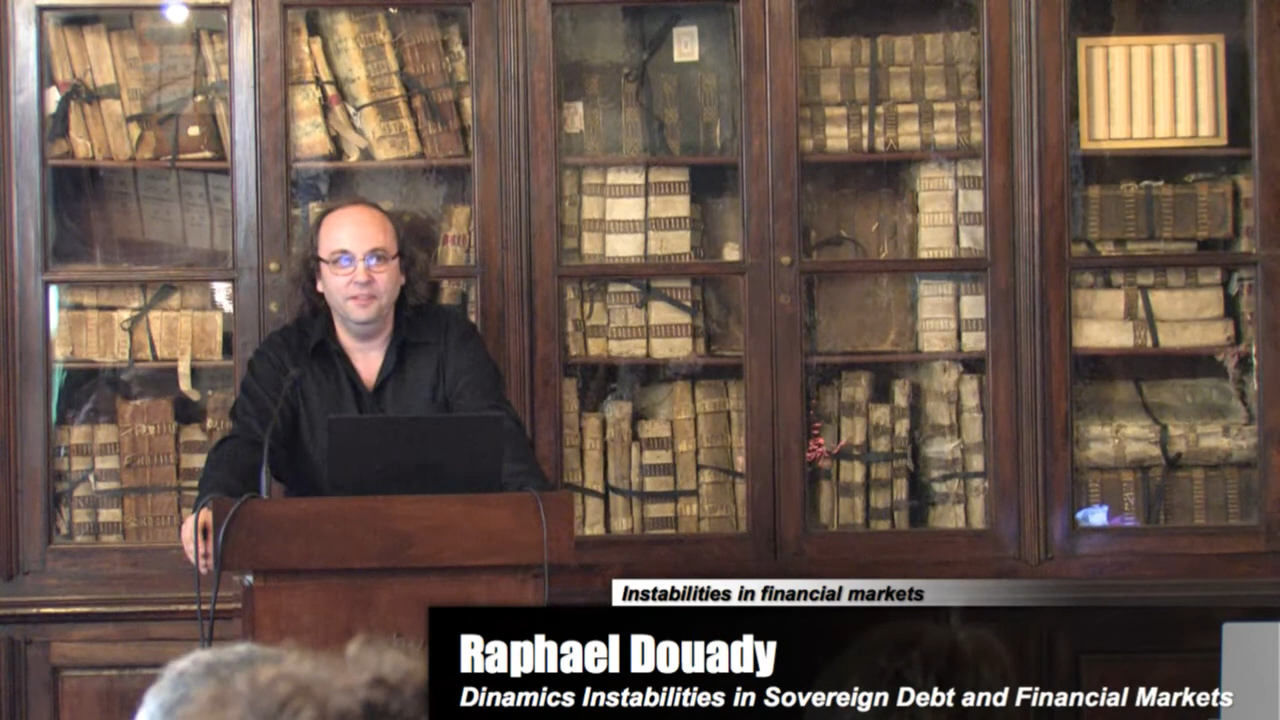 Instabilities in financial markets
Raphael Douady
Dinamics Instabilities in Sovereign Debt and Financial Markets